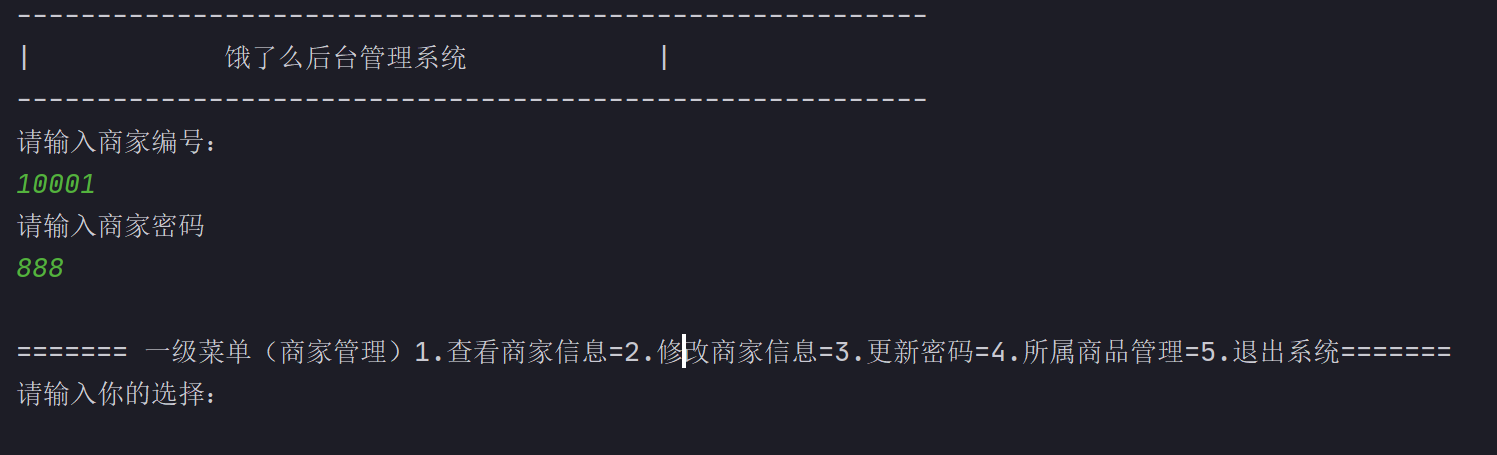 ---------------------------------------------------------
|            饿了么后台管理系统            |
---------------------------------------------------------
请输入商家编号：
10001
请输入商家密码
888
======= 一级菜单（商家管理）1.查看商家信息=2.修改商家信息=3.更新密码=4.所属商品管理=5.退出系统=======
请输入你的选择：